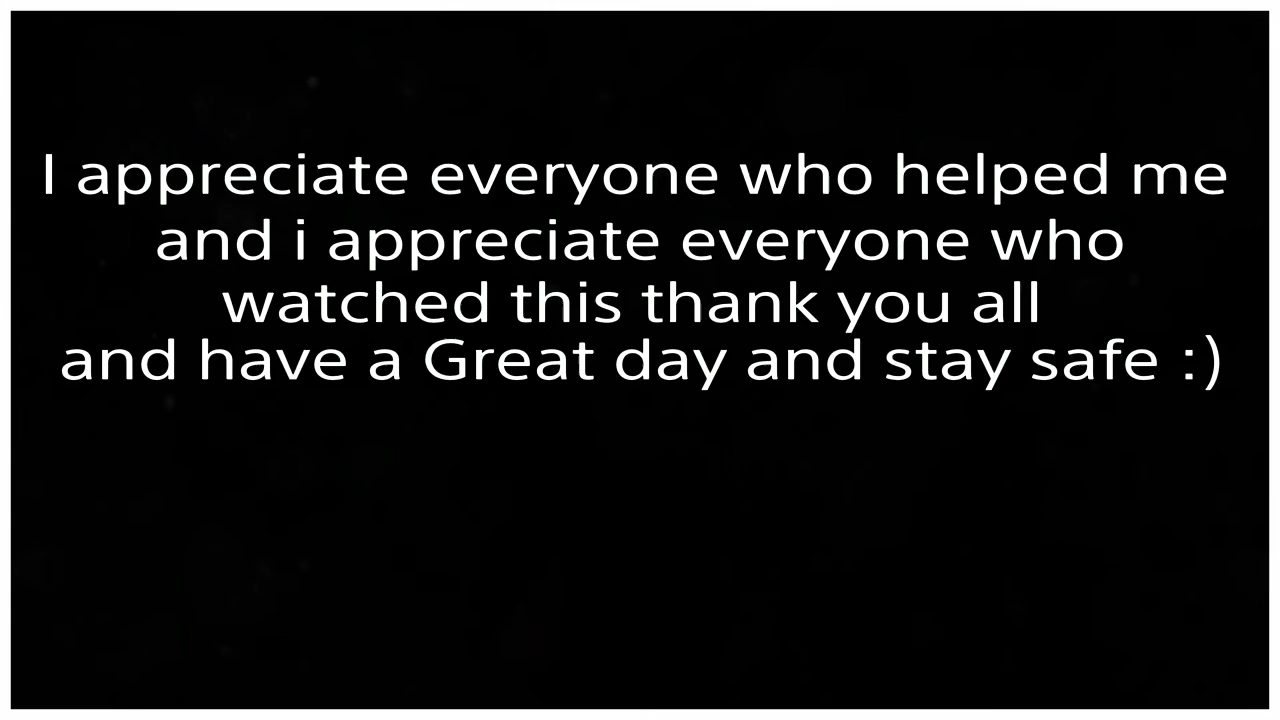 I appreciate everyone who helped me
and i appreciate everyone who
watched this thank you all
and have a Great day and stay safe :)